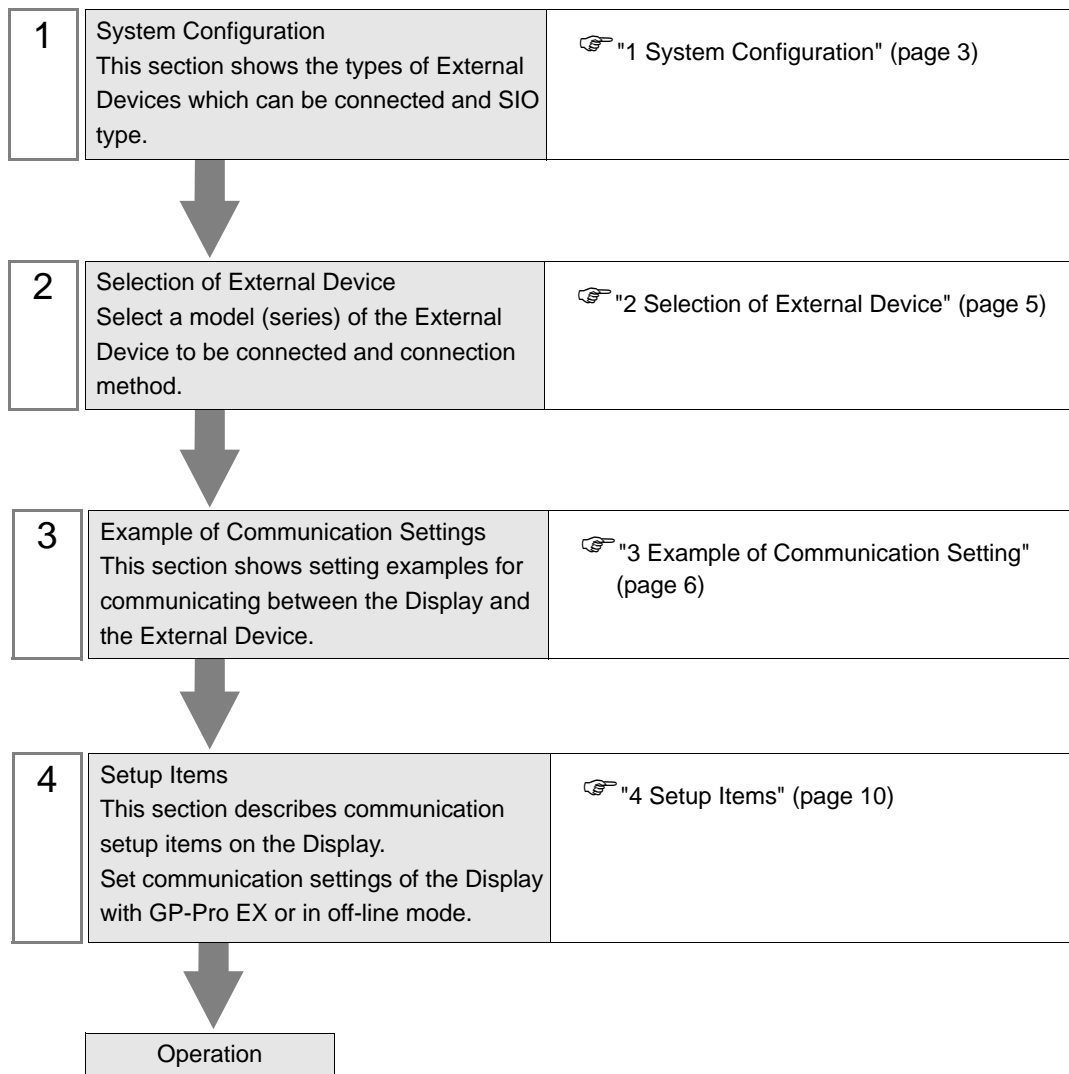 1
System Configuration
This section shows the types of External
Devices which can be connected and SIO
type.
"1 System Configuration" (page 3)
2
Selection of External Device
Select a model (series) of the External
Device to be connected and connection
method.
"2 Selection of External Device" (page 5)
3
Example of Communication Settings
This section shows setting examples for
communicating between the Display and
the External Device.
"3 Example of Communication Setting"
(page 6)
4
Setup Items
This section describes communication
setup items on the Display.
Set communication settings of the Display
with GP-Pro EX or in off-line mode.
"4 Setup Items" (page 10)
Operation